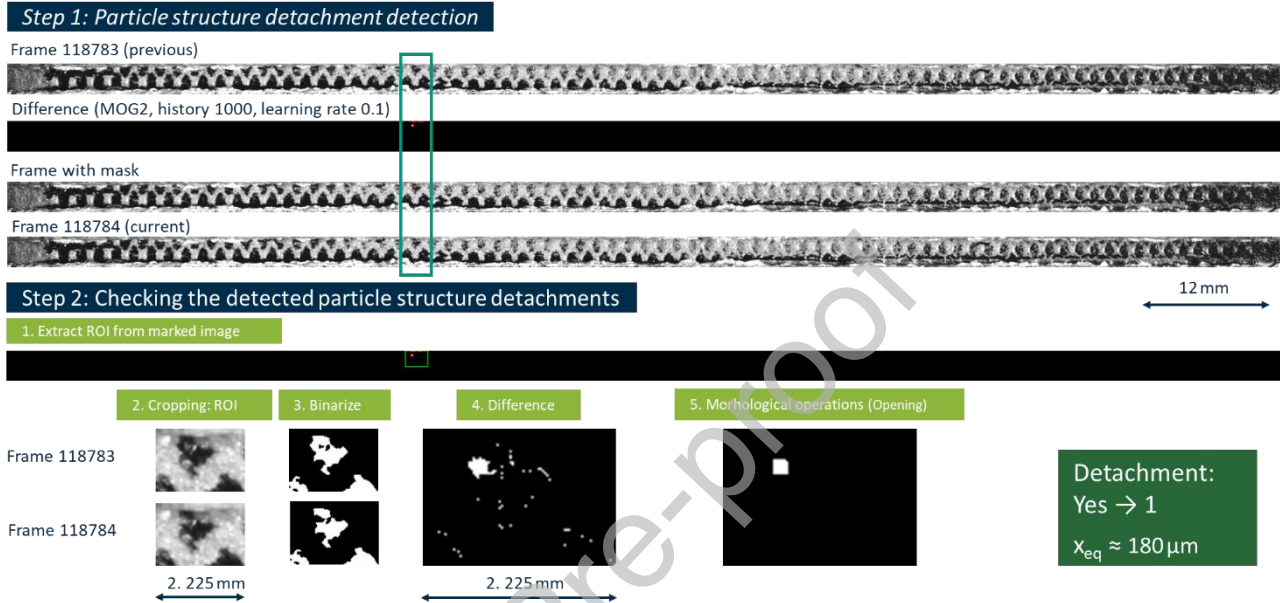 Step 1: Particle structure detachment detection
Frame 118783 (previous)
Difference (MOG2, history 1000, learning rate 0.1)
Frame with mask
Frame 118784 (current)
Step 2: Checking the detected particle structure detachments
12 mm
1. Extract ROI from marked image
2. Cropping: ROI
3. Binarize
4. Difference
5. Morhological operations (Opening)
Frame 118783
Frame 118784
Detachment:
Yes → 1
x_eq ≈ 180 µm
2. 225 mm
2. 225 mm
pre-proof